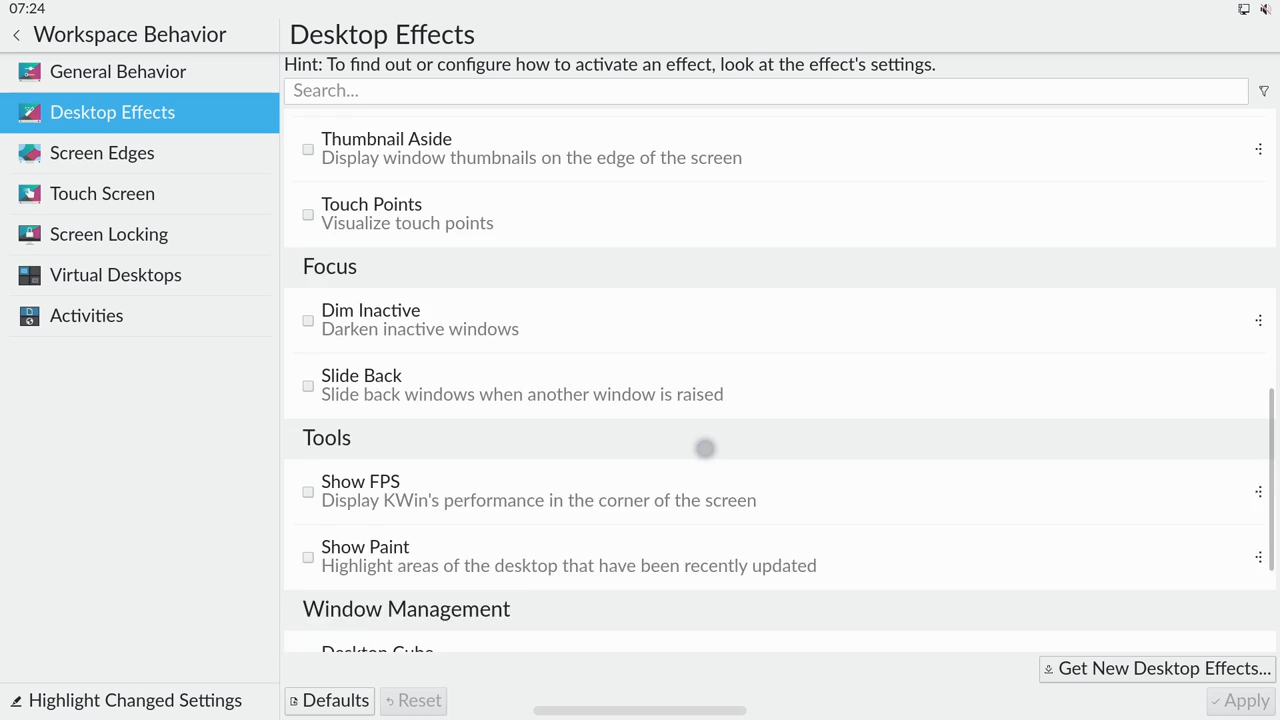 07:24
Workspace Behavior
Desktop Effects
General Behavior
Desktop Effects
Screen Edges
Touch Screen
Screen Locking
Virtual Desktops
Activities
Highlight Changed Settings
Hint: To find out or configure how to activate an effect, look at the effect's settings.
Search...
Thumbnail Aside
Display window thumbnails on the edge of the screen
Touch Points
Visualize touch points
Focus
Dim Inactive
Darken inactive windows
Slide Back
Slide back windows when another window is raised
Tools
Show FPS
Display KWin's performance in the corner of the screen
Show Paint
Highlight areas of the desktop that have been recently updated
Window Management
Desktop Cube
Get New Desktop Effects...
Defaults
Reset
Apply